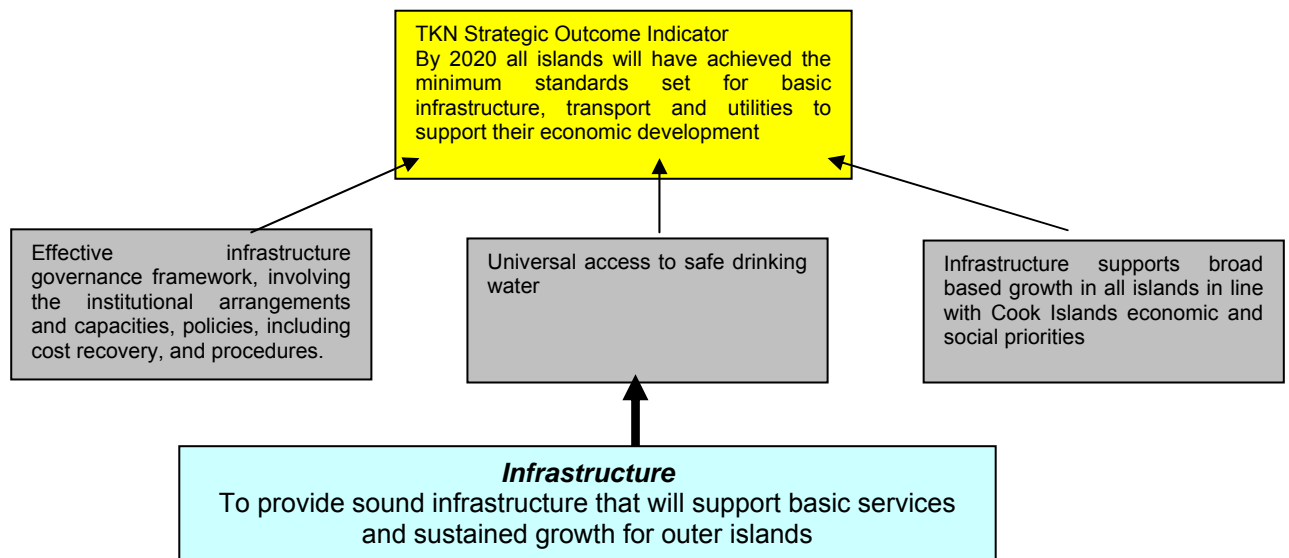 TKN Strategic Outcome Indicator
By 2020 all islands will have achieved the
minimum standards set for basic
infrastructure, transport and utilities to
support their economic development
Effective infrastructure
governance framework, involving
the institutional arrangements
and capacities, policies, including
cost recovery, and procedures.
Universal access to safe drinking
water
Infrastructure supports broad
based growth in all islands in line
with Cook Islands economic and
social priorities
Infrastructure
To provide sound infrastructure that will support basic services
and sustained growth for outer islands